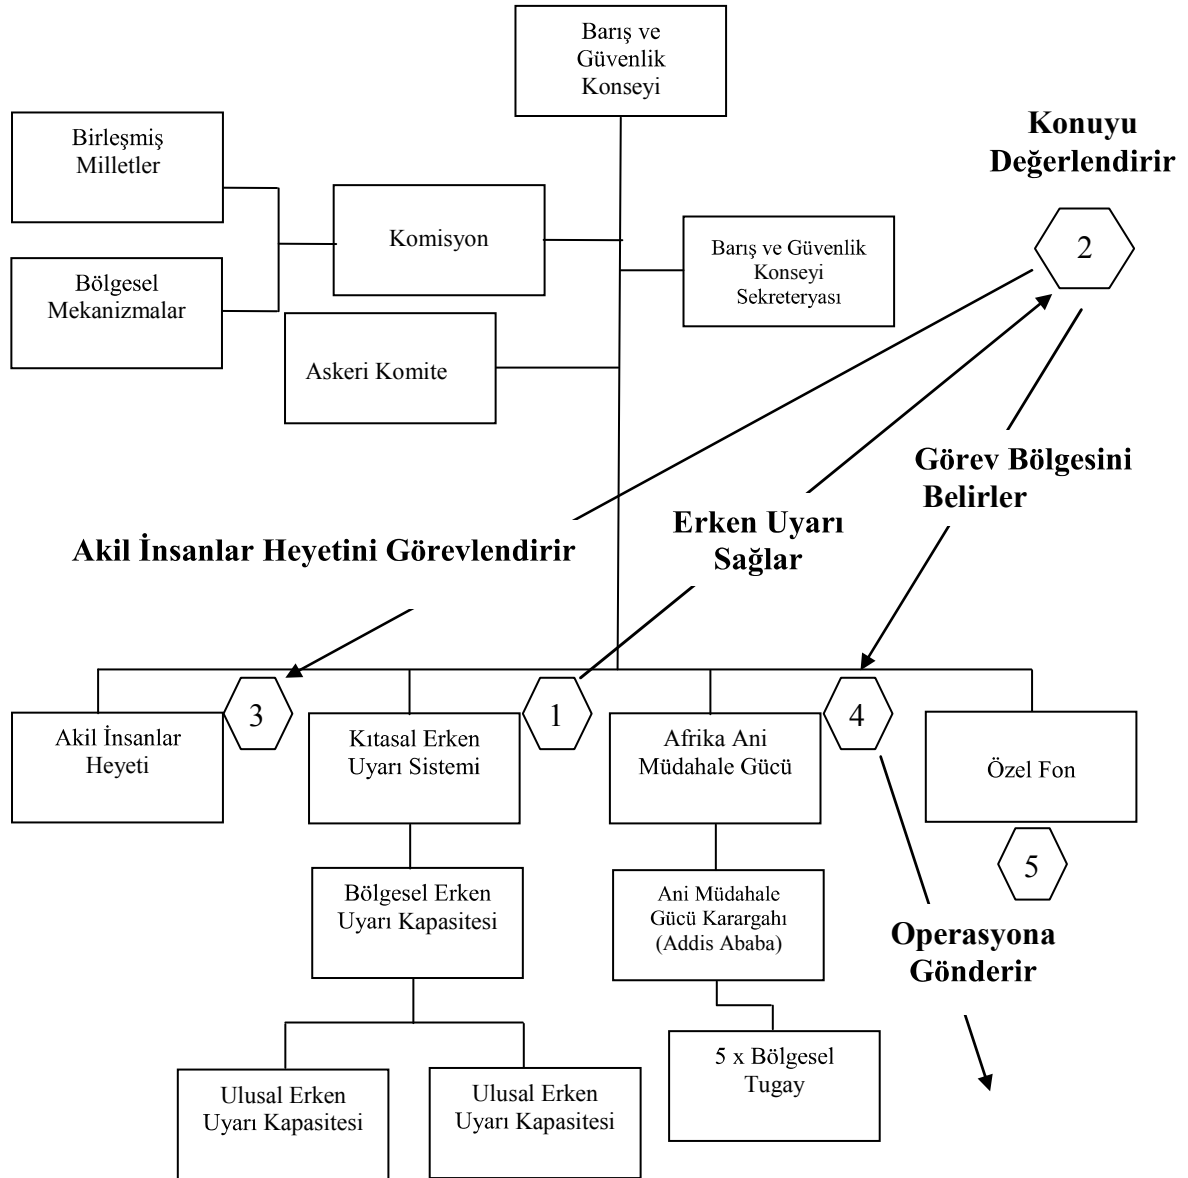 Barış ve
Güvenlik
Konseyi
Birleşmiş
Milletler
Konuyu
Değerlendirir
Komisyon
Barış ve Güvenlik
Konseyi
Sekreteryası
2
Bölgesel
Mekanizmalar
Askeri Komite
Görev Bölgesini
Belirler
Erken Uyarı
Sağlar
Akil İnsanlar Heyetini Görevlendirir
Akil İnsanlar
Heyeti
3
Kıtasal Erken
Uyarı Sistemi
1
Afrika Ani
Müdahale Gücü
4
Özel Fon
5
Bölgesel Erken
Uyarı Kapasitesi
Ani Müdahale
Gücü Karargahı
(Addis Ababa)
Operasyona
Gönderir
5 x Bölgesel
Tugay
Ulusal Erken
Uyarı Kapasitesi
Ulusal Erken
Uyarı Kapasitesi